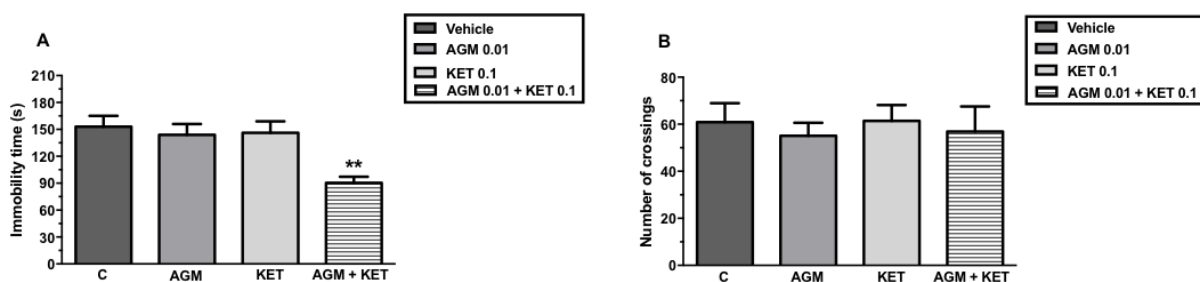 A
Vehicle
AGM 0.01
KET 0.1
AGM 0.01 + KET 0.1
Immobility time (s)
210
180
150
120
90
60
30
0
**
C
AGM
KET
AGM + KET
B
Vehicle
AGM 0.01
KET 0.1
AGM 0.01 + KET 0.1
Number of crossings
80
60
40
20
0
C
AGM
KET
AGM + KET